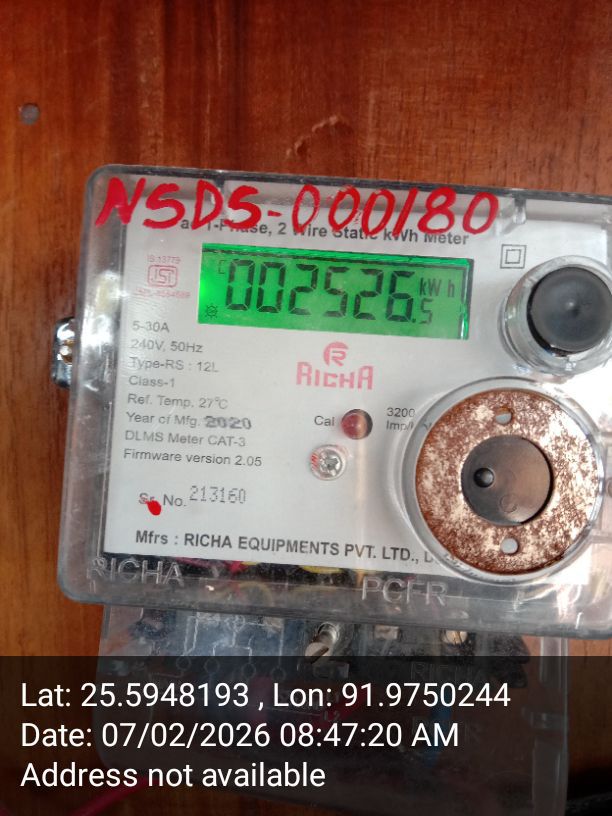 NSDS-000180
1-Phase, 2 Wire Static kWh Meter
IS 13779
ISI
C
002526.5 kWh
5-30A
240V, 50Hz
Type-RS : 12L
Class-1
Ref. Temp. 27°C
Year of Mfg. 2020
DLMS Meter CAT-3
Firmware version 2.05
R
RICHA
Cal
3200
Sr. No. 213160
Mfrs : RICHA EQUIPMENTS PVT. LTD.,
RICHA
Lat: 25.5948193 , Lon: 91.9750244
Date: 07/02/2026 08:47:20 AM
Address not available